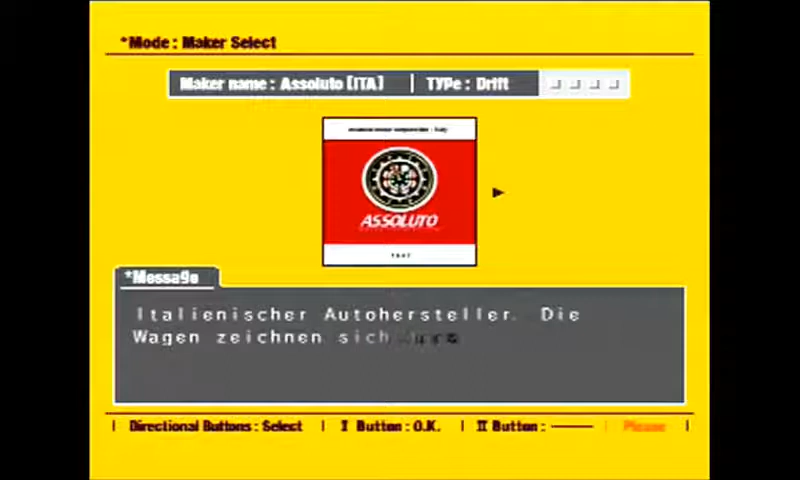 *Mode : Maker Select
Maker name : Assoluto [ITA] | Type : Drift
ASSOLUTO
*Message
Italienischer Autohersteller. Die
Wagen zeichnen sich
| Directional Buttons : Select | I Button : O.K. | II Button : —— | Please |